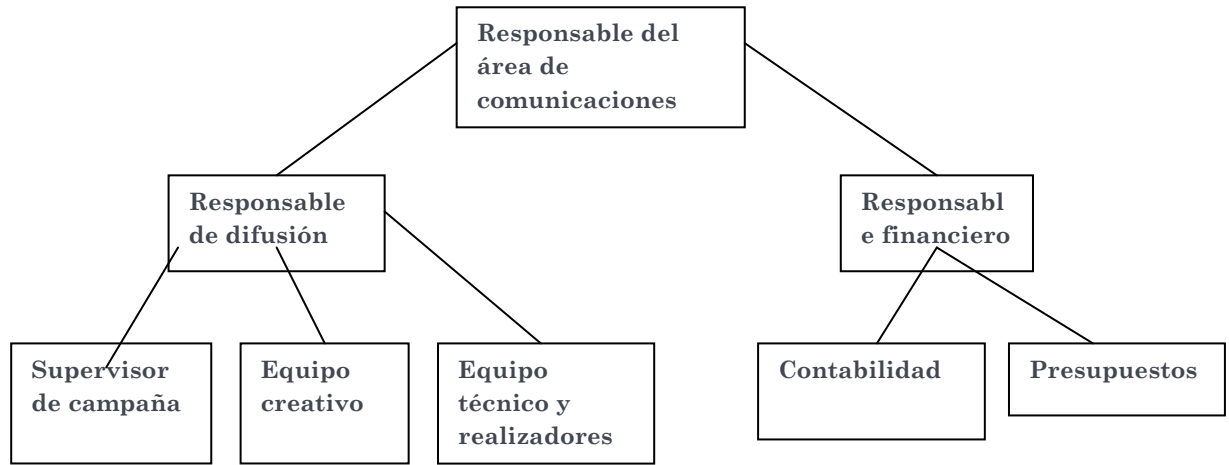 Responsable del
área de
comunicaciones
Responsable
de difusión
Responsabl
e financiero
Supervisor
de campaña
Equipo
creativo
Equipo
técnico y
realizadores
Contabilidad
Presupuestos